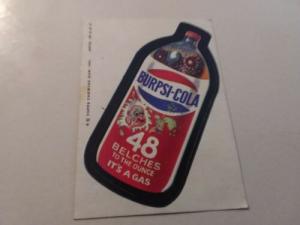 BURPSI-COLA
48
BELCHES
TO THE OUNCE
IT'S A GAS